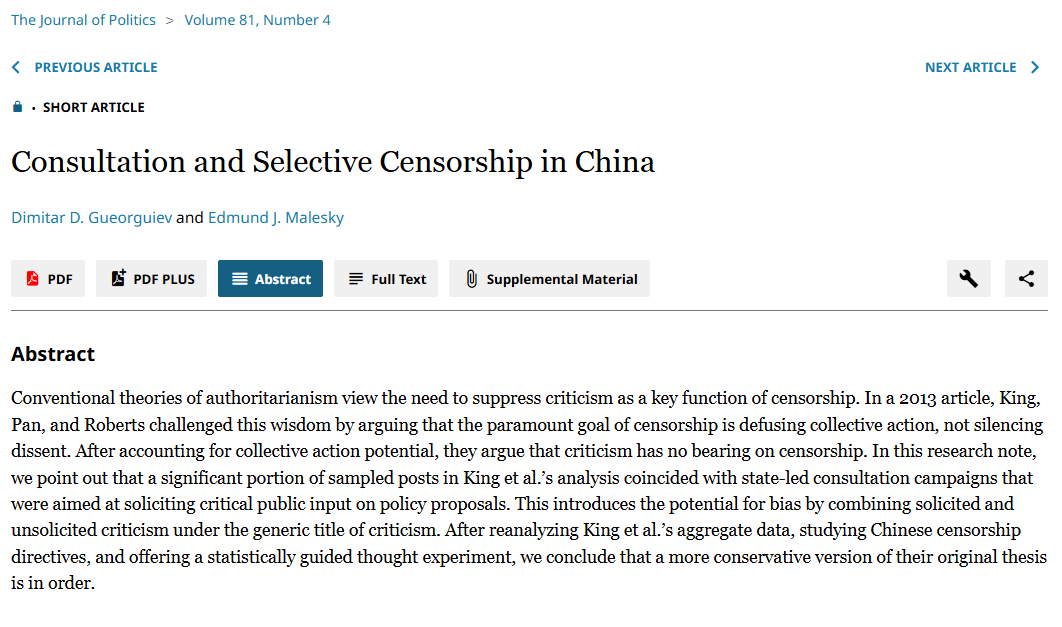 The Journal of Politics > Volume 81, Number 4
PREVIOUS ARTICLE
NEXT ARTICLE
• SHORT ARTICLE
Consultation and Selective Censorship in China
Dimitar D. Gueorguiev and Edmund J. Malesky
PDF
PDF PLUS
Abstract
Full Text
Supplemental Material
Abstract
Conventional theories of authoritarianism view the need to suppress criticism as a key function of censorship. In a 2013 article, King,
Pan, and Roberts challenged this wisdom by arguing that the paramount goal of censorship is defusing collective action, not silencing
dissent. After accounting for collective action potential, they argue that criticism has no bearing on censorship. In this research note,
we point out that a significant portion of sampled posts in King et al.’s analysis coincided with state-led consultation campaigns that
were aimed at soliciting critical public input on policy proposals. This introduces the potential for bias by combining solicited and
unsolicited criticism under the generic title of criticism. After reanalyzing King et al.’s aggregate data, studying Chinese censorship
directives, and offering a statistically guided thought experiment, we conclude that a more conservative version of their original thesis
is in order.